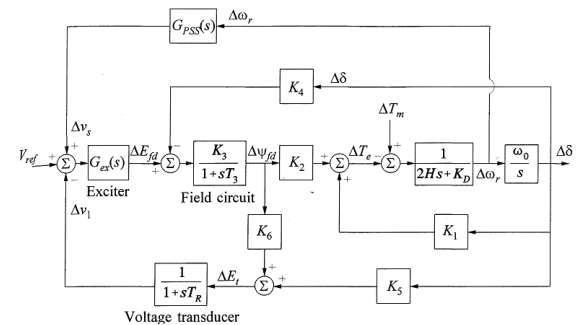 G_PSS(s)
Δω_r
K_4
Δδ
Δv_s
ΔT_m
V_ref
+
+
−
Σ
G_ex(s)
Exciter
ΔE_fd
−
+
Σ
K_3
1+sT_3
Field circuit
Δψ_fd
K_2
+
+
Σ
ΔT_e
−
+
Σ
1
2Hs+K_D
Δω_r
ω_0
s
Δδ
Δv_1
K_6
K_1
1
1+sT_R
Voltage transducer
ΔE_t
+
+
Σ
K_5